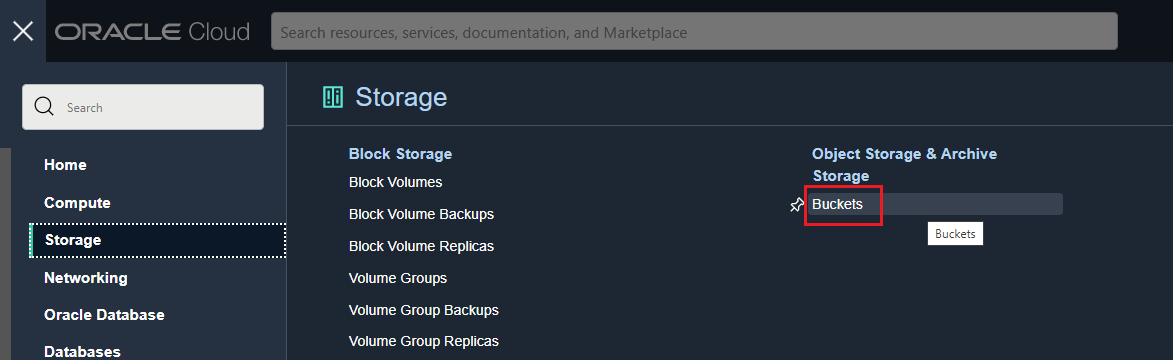 ORACLE Cloud
Search resources, services, documentation, and Marketplace
Search
Home
Compute
Storage
Networking
Oracle Database
Databases
Storage
Block Storage
Block Volumes
Block Volume Backups
Block Volume Replicas
Volume Groups
Volume Group Backups
Volume Group Replicas
Object Storage & Archive
Storage
Buckets
Buckets